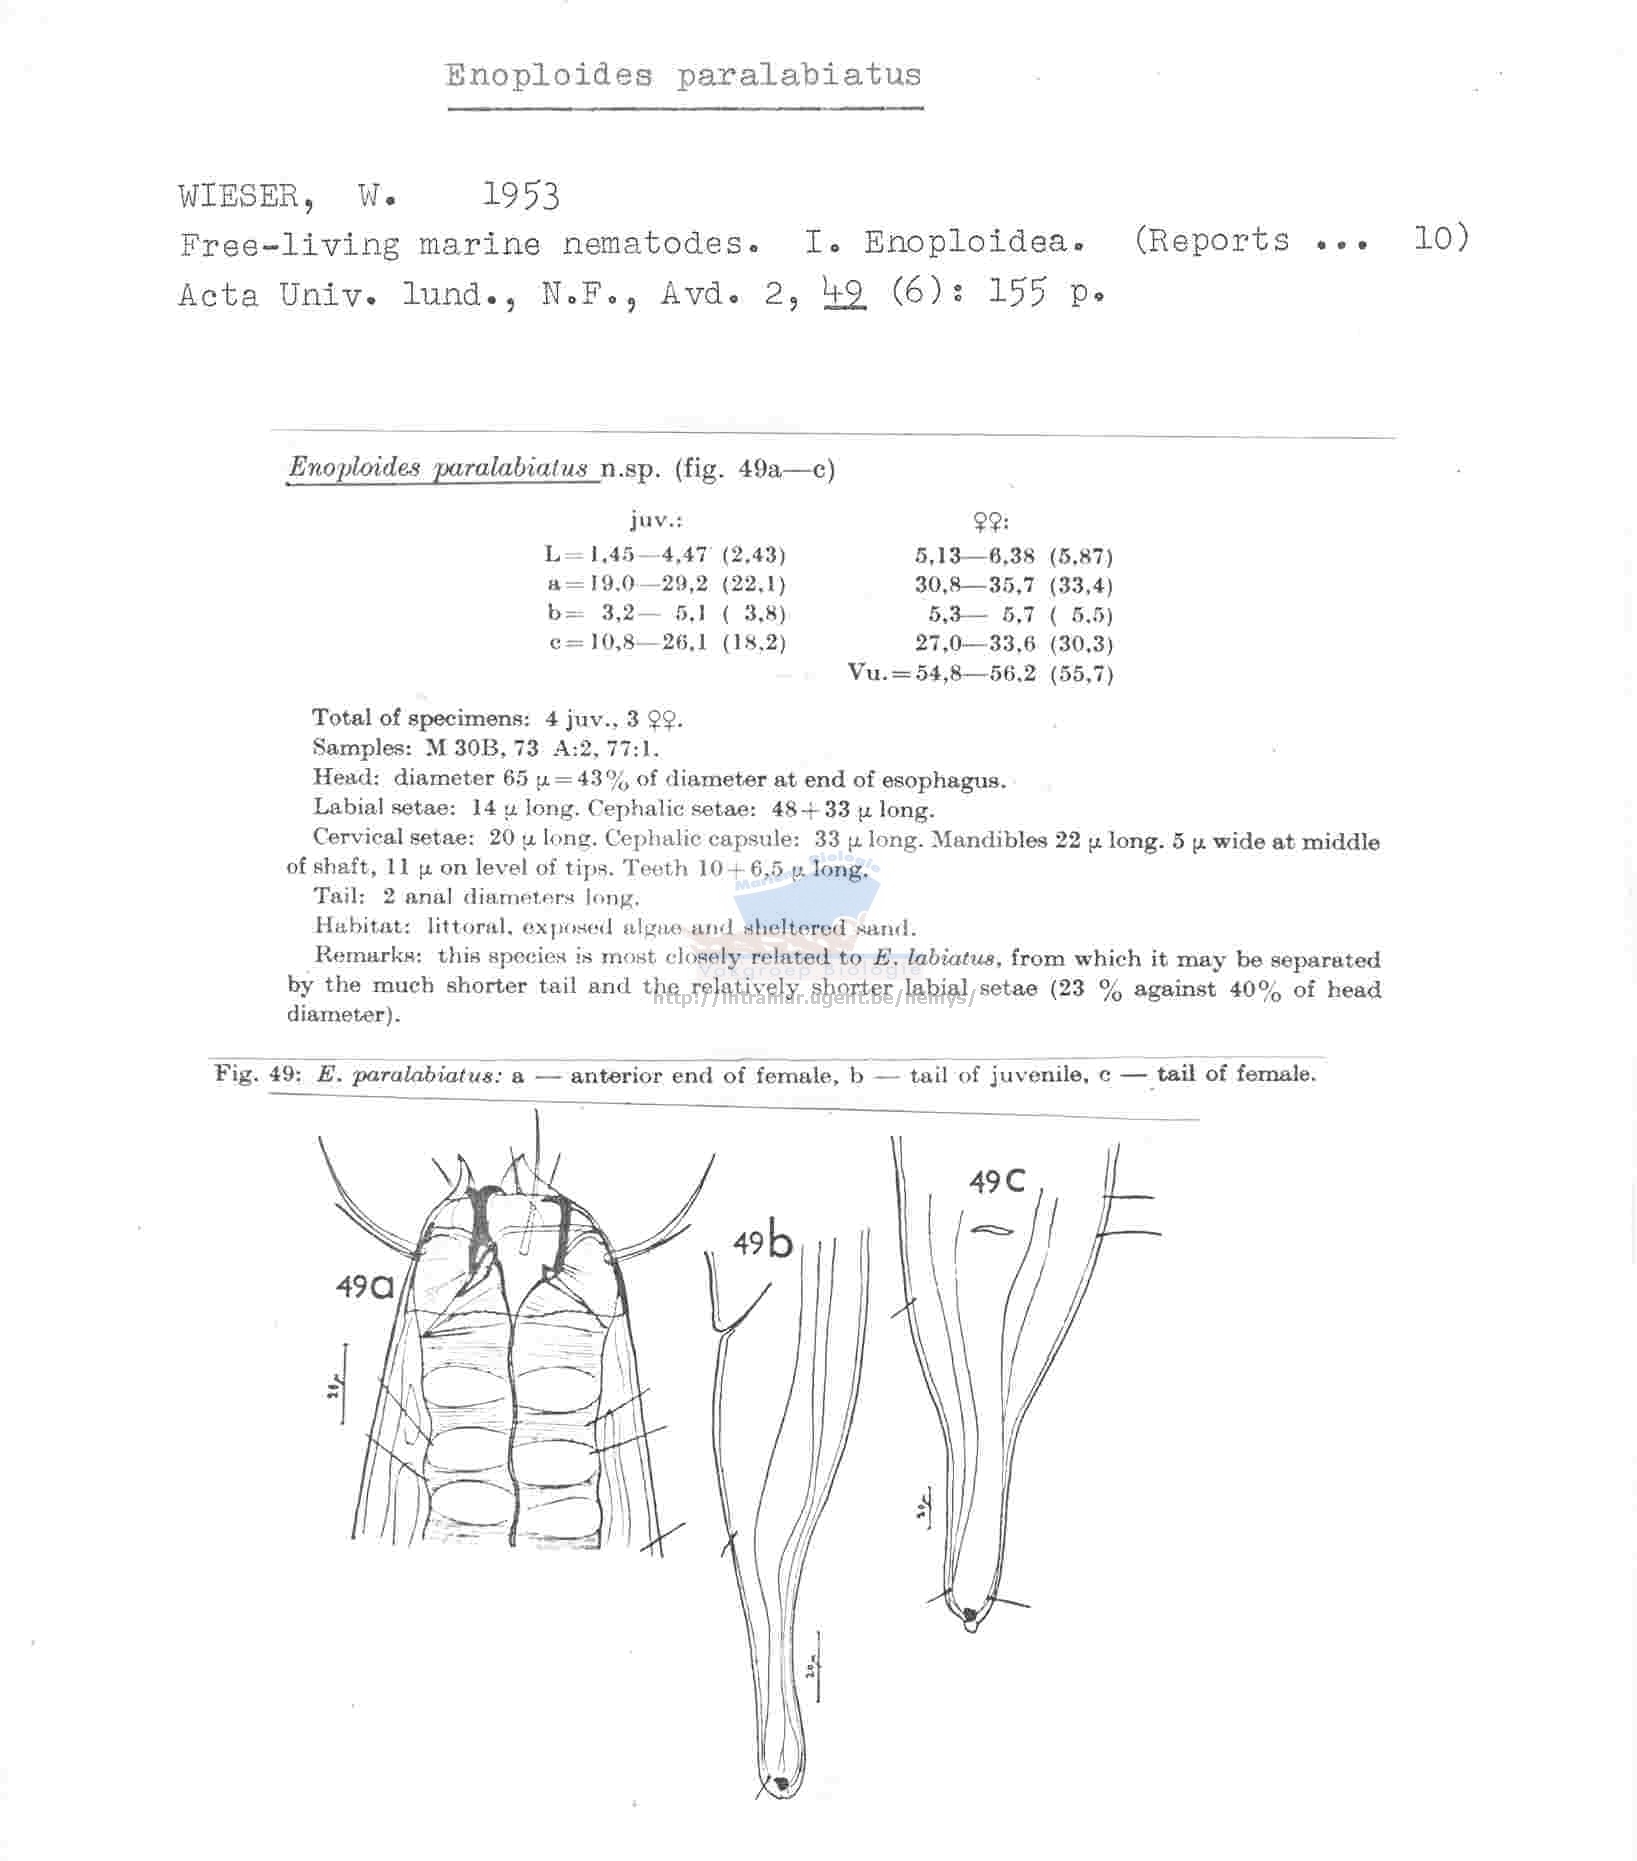 Enoploides paralabiatus
WIESER, W. 1953
Free-living marine nematodes. I. Enoploidea. (Reports ... 10)
Acta Univ. lund., N.F., Avd. 2, 49 (6): 155 p.
Enoploides paralabiatus n.sp. (fig. 49a—c)
juv.: ♀♀:
L=1,45—4,47 (2,43) 5,13—6,38 (5,87)
a=19,0—29,2 (22,1) 30,8—35,7 (33,4)
b= 3,2— 5,1 ( 3,8) 5,3— 5,7 ( 5,5)
c=10,8—26,1 (18,2) 27,0—33,6 (30,3)
Vu.=54,8—56,2 (55,7)
Total of specimens: 4 juv., 3 ♀♀.
Samples: M 30B, 73 A:2, 77:1.
Head: diameter 65 μ=43% of diameter at end of esophagus.
Labial setae: 14 μ long. Cephalic setae: 48+33 μ long.
Cervical setae: 20 μ long. Cephalic capsule: 33 μ long. Mandibles 22 μ long. 5 μ wide at middle
of shaft, 11 μ on level of tips. Teeth 10+6,5 μ long.
Mariene Biologie
Tail: 2 anal diameters long.
Habitat: littoral, exposed algae and sheltered sand.
Remarks: this species is most closely related to E. labiatus, from which it may be separated
Vakgroep Biologie
by the much shorter tail and the relatively shorter labial setae (23 % against 40% of head
http://intramar.ugent.be/nemys/
diameter).
Fig. 49: E. paralabiatus: a — anterior end of female, b — tail of juvenile, c — tail of female.
49c
49b
49a
20μ
20μ
20μ